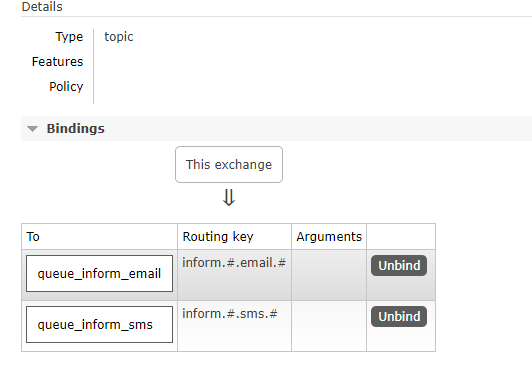 Details
Type topic
Features
Policy
Bindings
This exchange
To Routing key Arguments
queue_inform_email inform.#.email.# Unbind
queue_inform_sms inform.#.sms.# Unbind